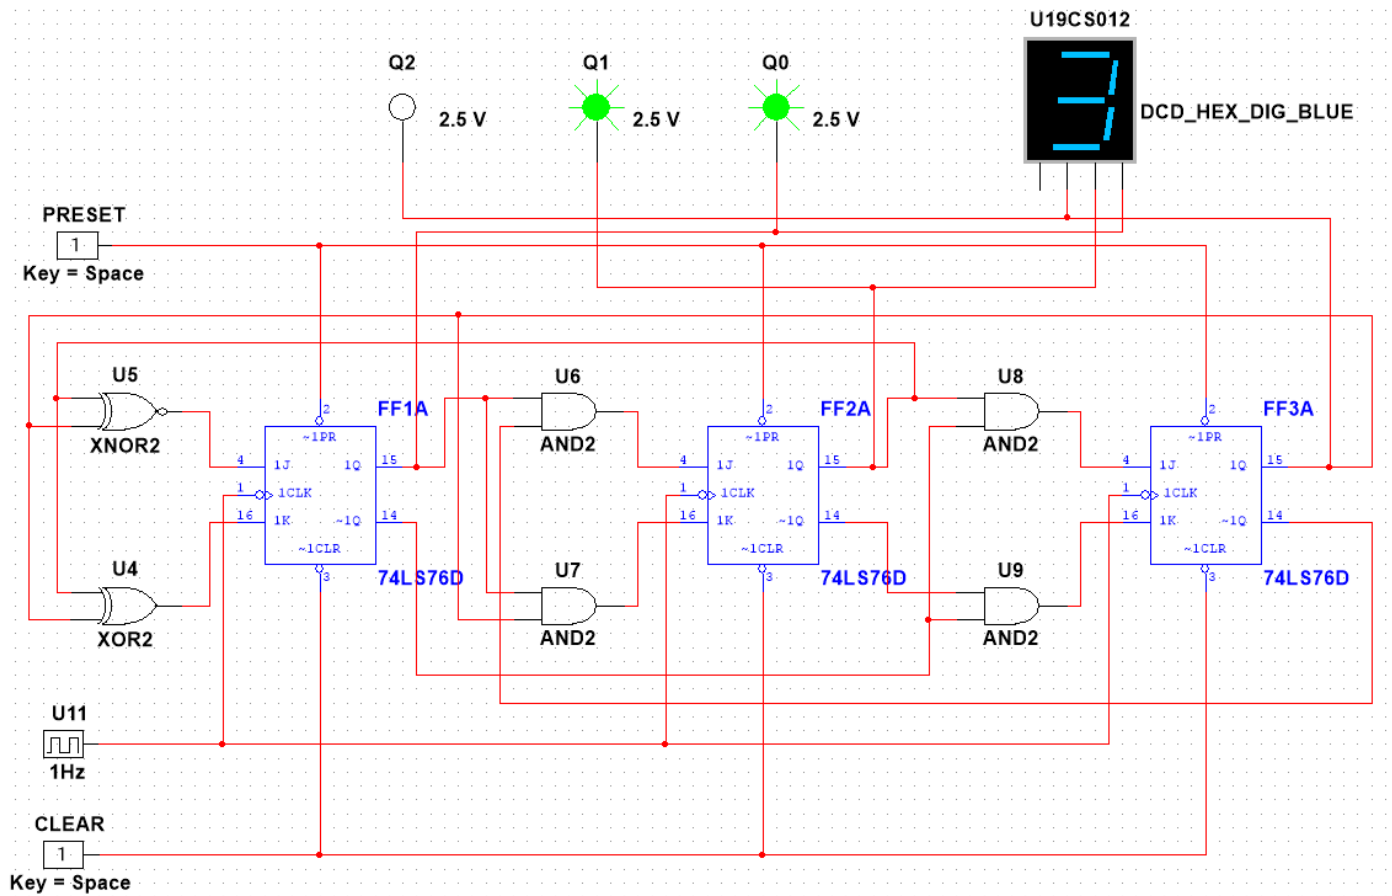 U19CS012
Q2
Q1
Q0
2.5 V
2.5 V
2.5 V
3
DCD_HEX_DIG_BLUE
PRESET
1
Key = Space
U5
XNOR2
U6
AND2
U8
AND2
FF1A
2
~1PR
4
1J
1Q
15
1
1CLK
16
1K
~1Q
14
~1CLR
3
74LS76D
FF2A
2
~1PR
4
1J
1Q
15
1
1CLK
16
1K
~1Q
14
~1CLR
3
74LS76D
FF3A
2
~1PR
4
1J
1Q
15
1
1CLK
16
1K
~1Q
14
~1CLR
3
74LS76D
U4
XOR2
U7
AND2
U9
AND2
U11
1Hz
CLEAR
1
Key = Space